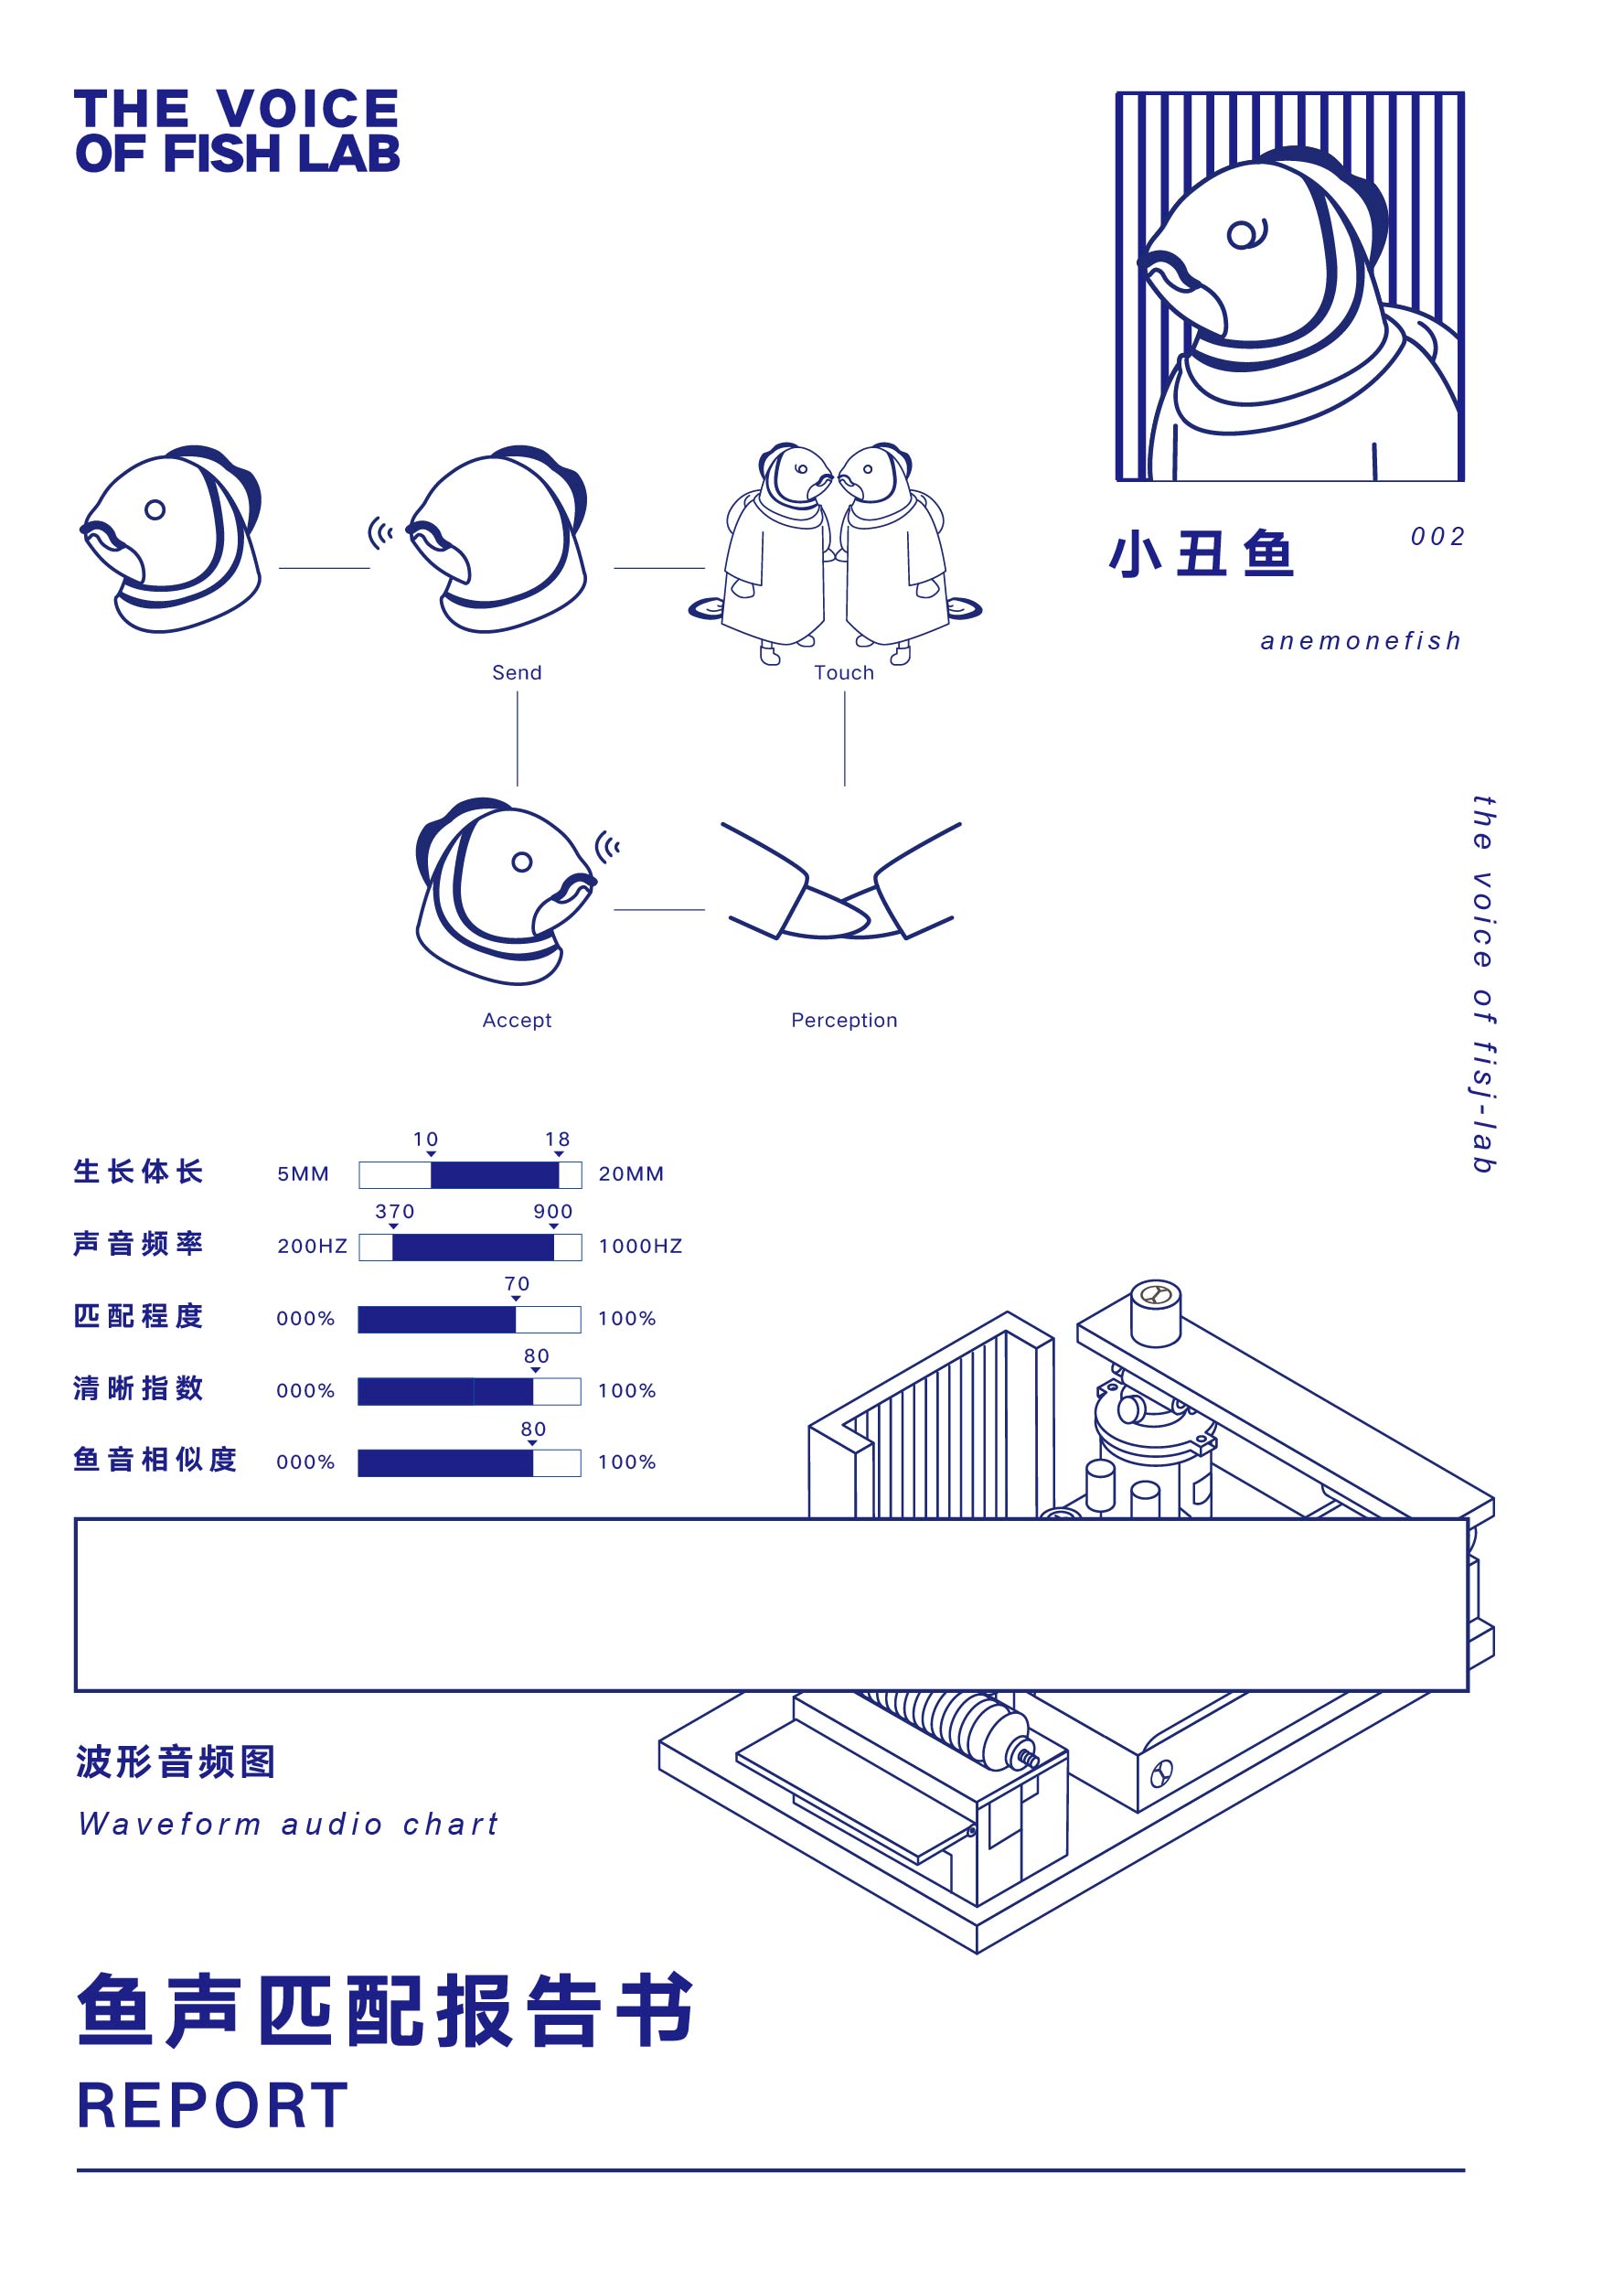 THE VOICE
OF FISH LAB
小丑鱼
002
anemonefish
Send
Touch
Accept
Perception
the voice of fisj-lab
10 18
生长体长 5MM 20MM
370 900
声音频率 200HZ 1000HZ
70
匹配程度 000% 100%
80
清晰指数 000% 100%
80
鱼音相似度 000% 100%
波形音频图
Waveform audio chart
鱼声匹配报告书
REPORT